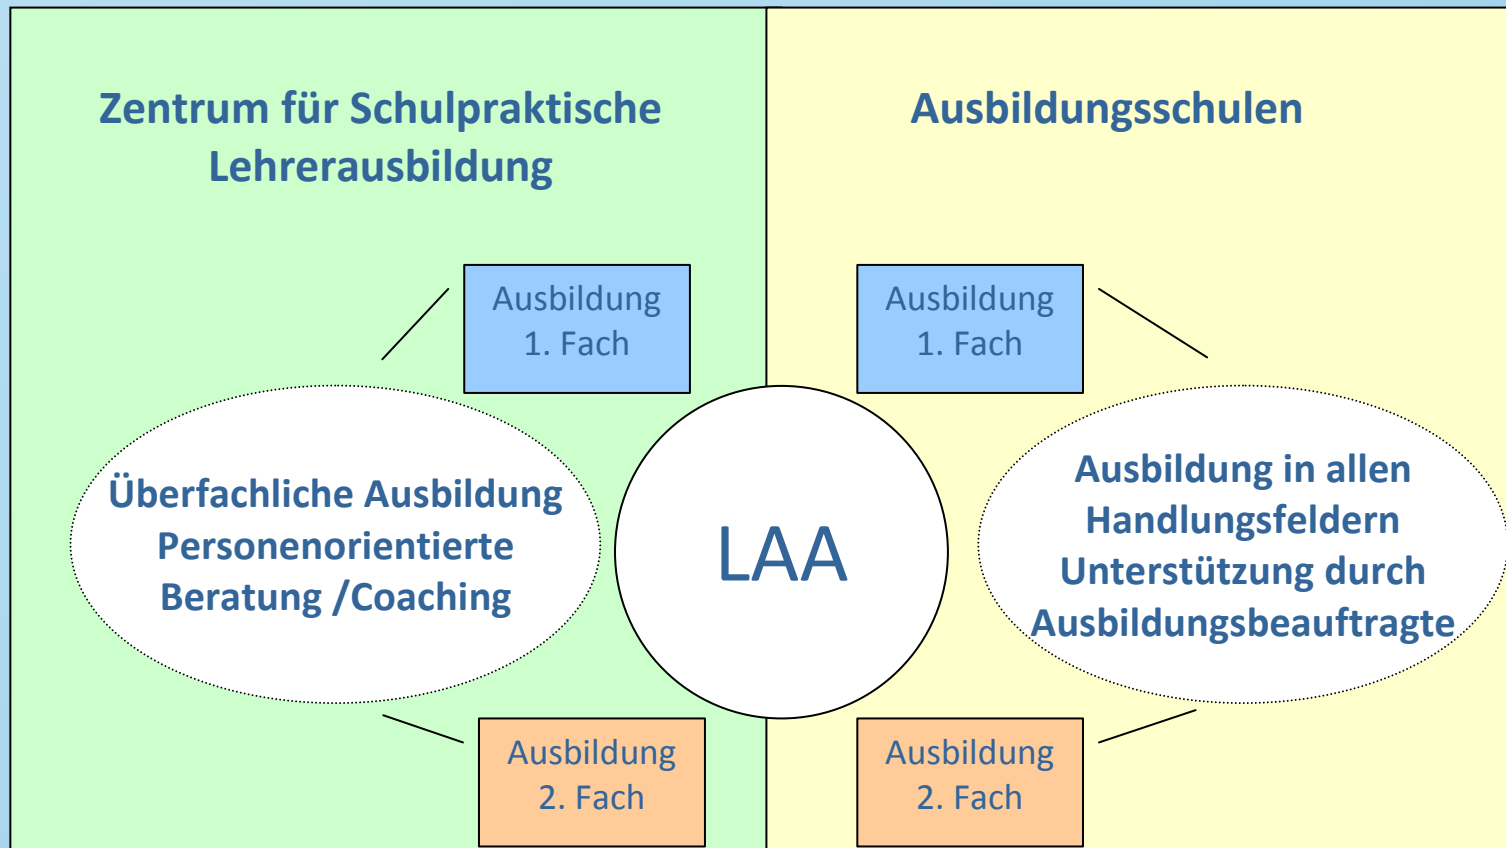 Zentrum für Schulpraktische
Lehrerausbildung
Ausbildungsschulen
Ausbildung
1. Fach
Ausbildung
1. Fach
Überfachliche Ausbildung
Personenorientierte
Beratung /Coaching
LAA
Ausbildung in allen
Handlungsfeldern
Unterstützung durch
Ausbildungsbeauftragte
Ausbildung
2. Fach
Ausbildung
2. Fach